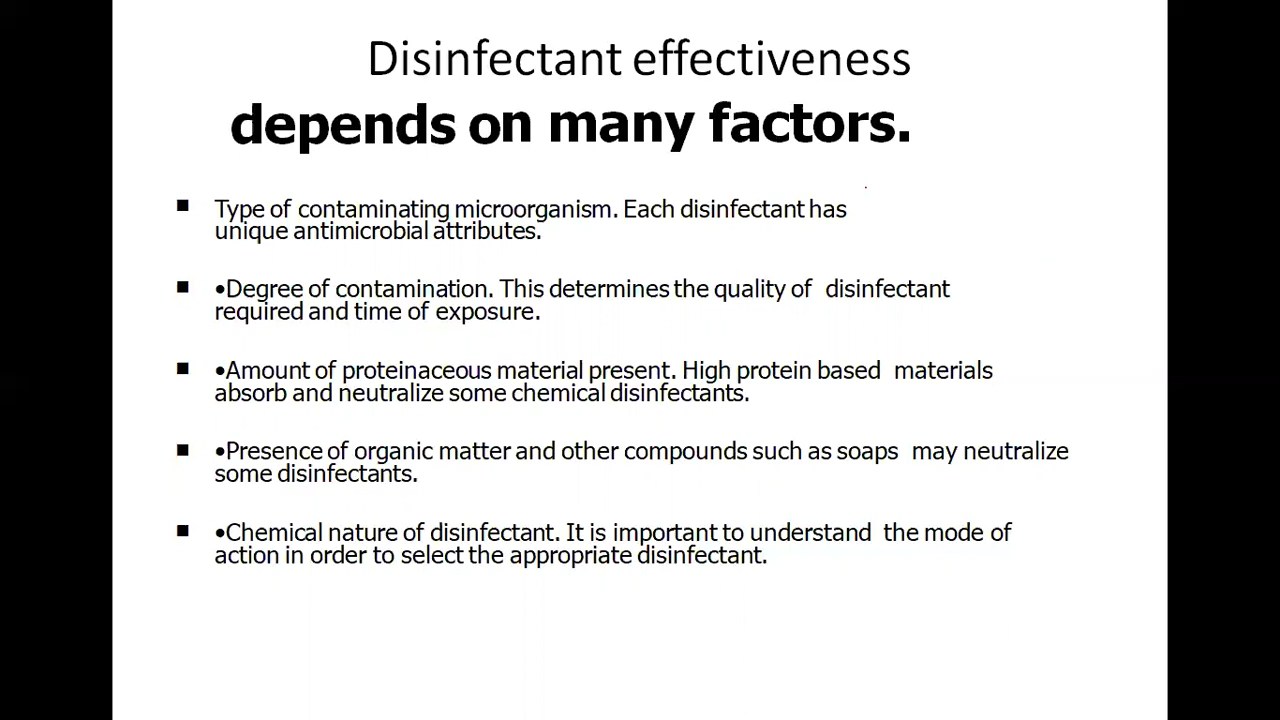 Disinfectant effectiveness
depends on many factors.
■ Type of contaminating microorganism. Each disinfectant has
unique antimicrobial attributes.
■ •Degree of contamination. This determines the quality of disinfectant
required and time of exposure.
■ •Amount of proteinaceous material present. High protein based materials
absorb and neutralize some chemical disinfectants.
■ •Presence of organic matter and other compounds such as soaps may neutralize
some disinfectants.
■ •Chemical nature of disinfectant. It is important to understand the mode of
action in order to select the appropriate disinfectant.